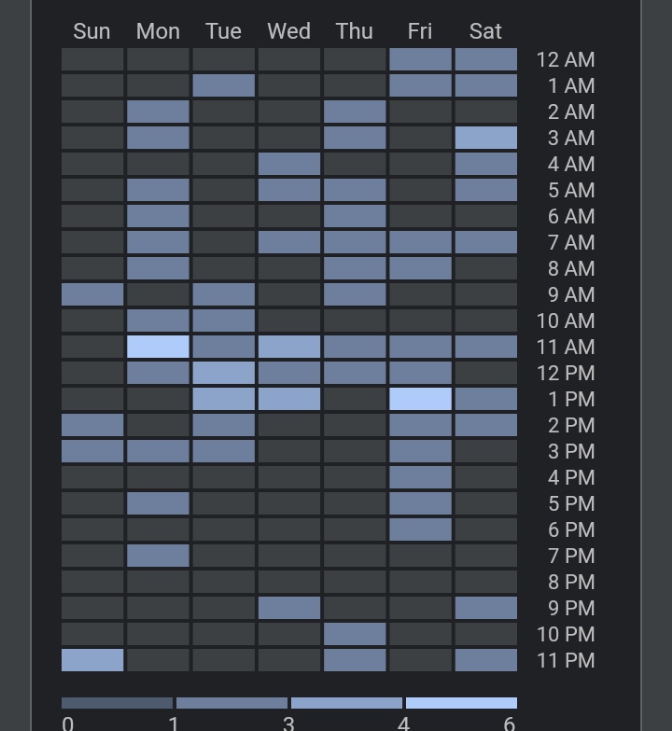 Sun Mon Tue Wed Thu Fri Sat
12 AM
1 AM
2 AM
3 AM
4 AM
5 AM
6 AM
7 AM
8 AM
9 AM
10 AM
11 AM
12 PM
1 PM
2 PM
3 PM
4 PM
5 PM
6 PM
7 PM
8 PM
9 PM
10 PM
11 PM
0 1 3 4 6